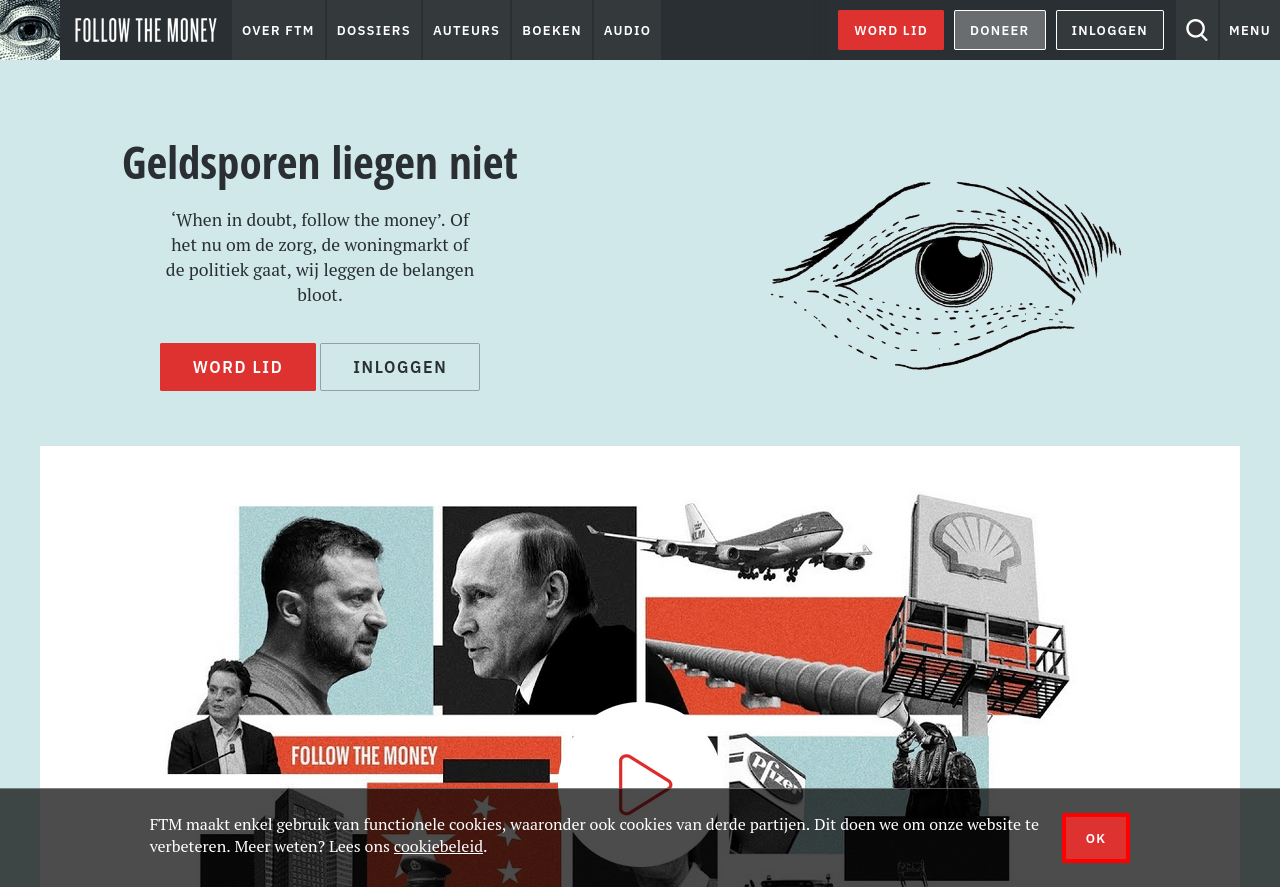 FOLLOW THE MONEY
OVER FTM
DOSSIERS
AUTEURS
BOEKEN
AUDIO
WORD LID
DONEER
INLOGGEN
MENU
Geldsporen liegen niet
‘When in doubt, follow the money’. Of
het nu om de zorg, de woningmarkt of
de politiek gaat, wij leggen de belangen
bloot.
WORD LID
INLOGGEN
KLM
FOLLOW THE MONEY
Pfizer
FTM maakt enkel gebruik van functionele cookies, waaronder ook cookies van derde partijen. Dit doen we om onze website te
verbeteren. Meer weten? Lees ons cookiebeleid.
OK